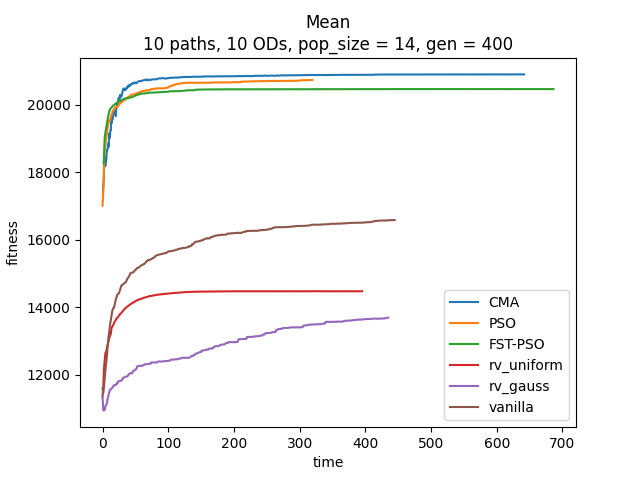 Mean
10 paths, 10 ODs, pop_size = 14, gen = 400
fitness
20000
18000
16000
14000
12000
0 100 200 300 400 500 600 700
time
CMA
PSO
FST-PSO
rv_uniform
rv_gauss
vanilla